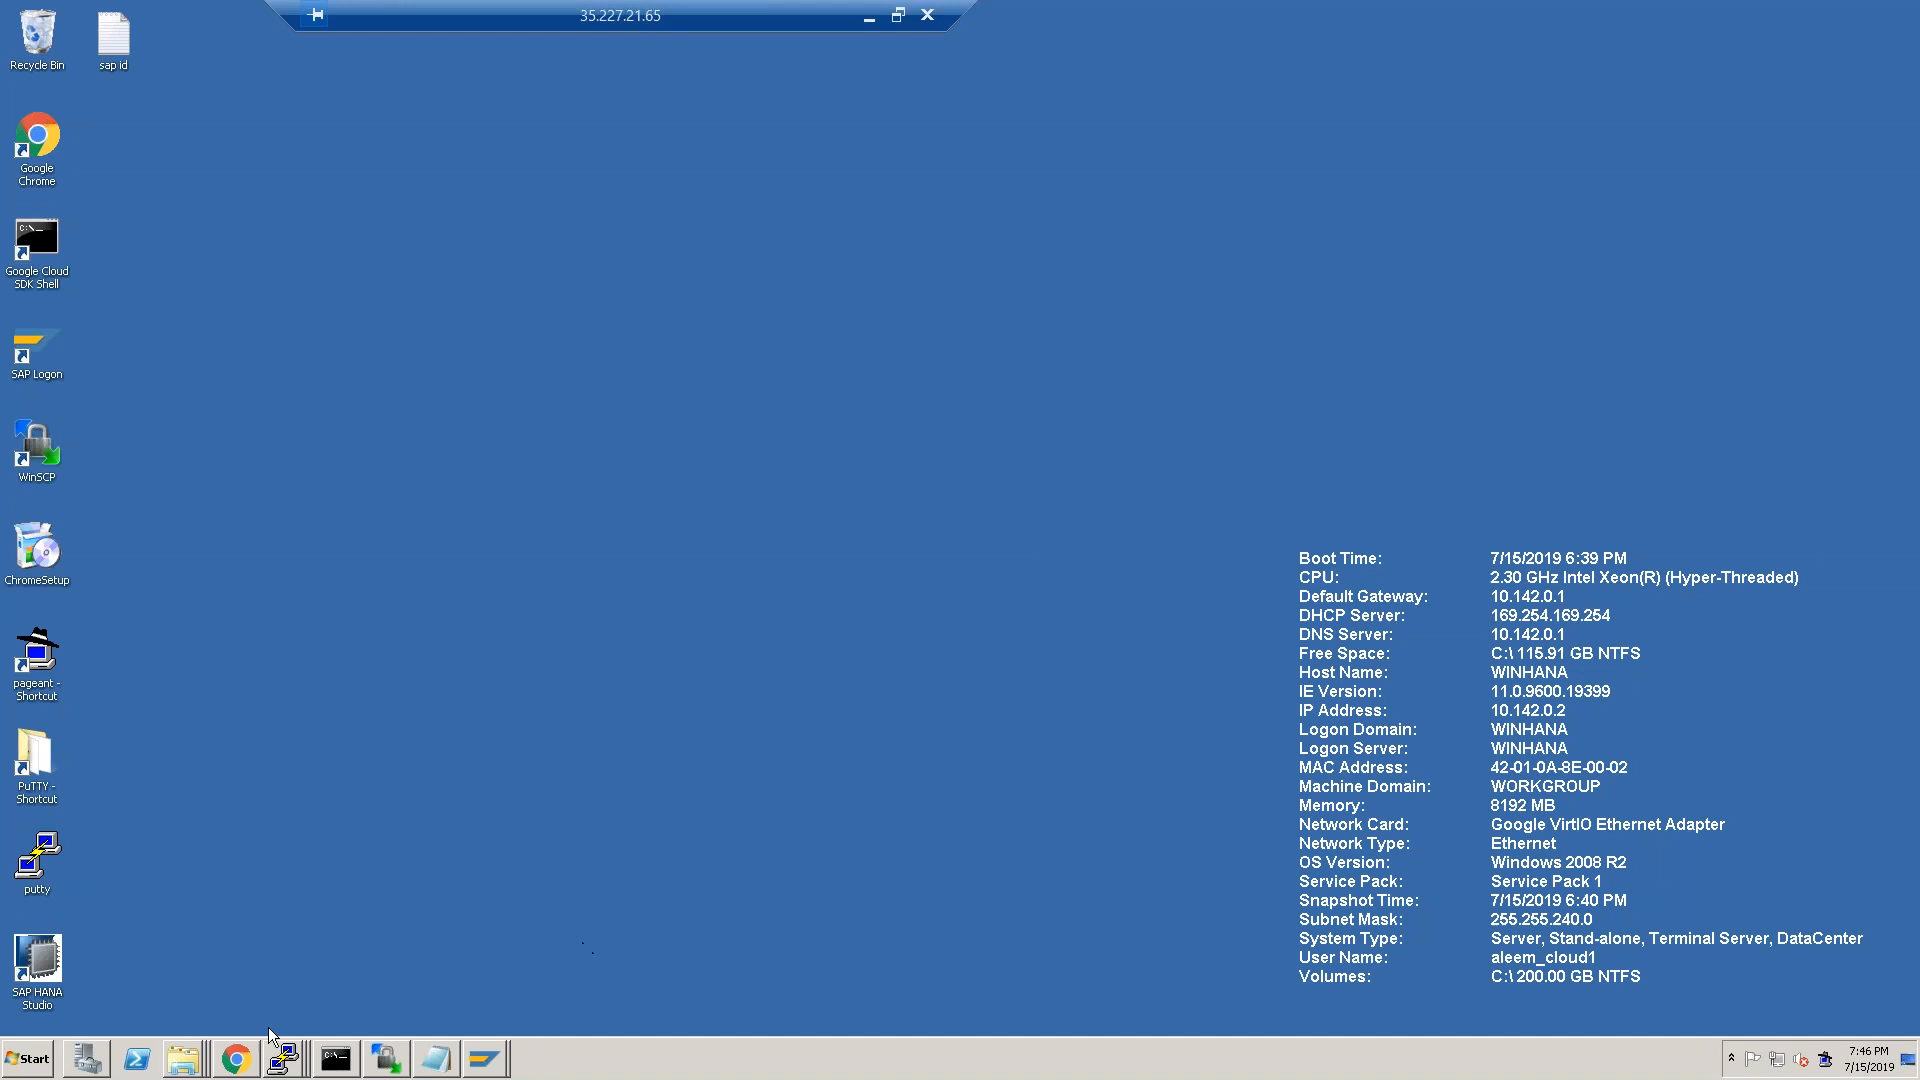 35.227.21.65
Recycle Bin
sap id
Google
Chrome
Google Cloud
SDK Shell
SAP Logon
WinSCP
ChromeSetup
pageant -
Shortcut
PuTTY -
Shortcut
putty
SAP HANA
Studio
Boot Time: 7/15/2019 6:39 PM
CPU: 2.30 GHz Intel Xeon(R) (Hyper-Threaded)
Default Gateway: 10.142.0.1
DHCP Server: 169.254.169.254
DNS Server: 10.142.0.1
Free Space: C:\ 115.91 GB NTFS
Host Name: WINHANA
IE Version: 11.0.9600.19399
IP Address: 10.142.0.2
Logon Domain: WINHANA
Logon Server: WINHANA
MAC Address: 42-01-0A-8E-00-02
Machine Domain: WORKGROUP
Memory: 8192 MB
Network Card: Google VirtIO Ethernet Adapter
Network Type: Ethernet
OS Version: Windows 2008 R2
Service Pack: Service Pack 1
Snapshot Time: 7/15/2019 6:40 PM
Subnet Mask: 255.255.240.0
System Type: Server, Stand-alone, Terminal Server, DataCenter
User Name: aleem_cloud1
Volumes: C:\ 200.00 GB NTFS
Start
7:46 PM
7/15/2019